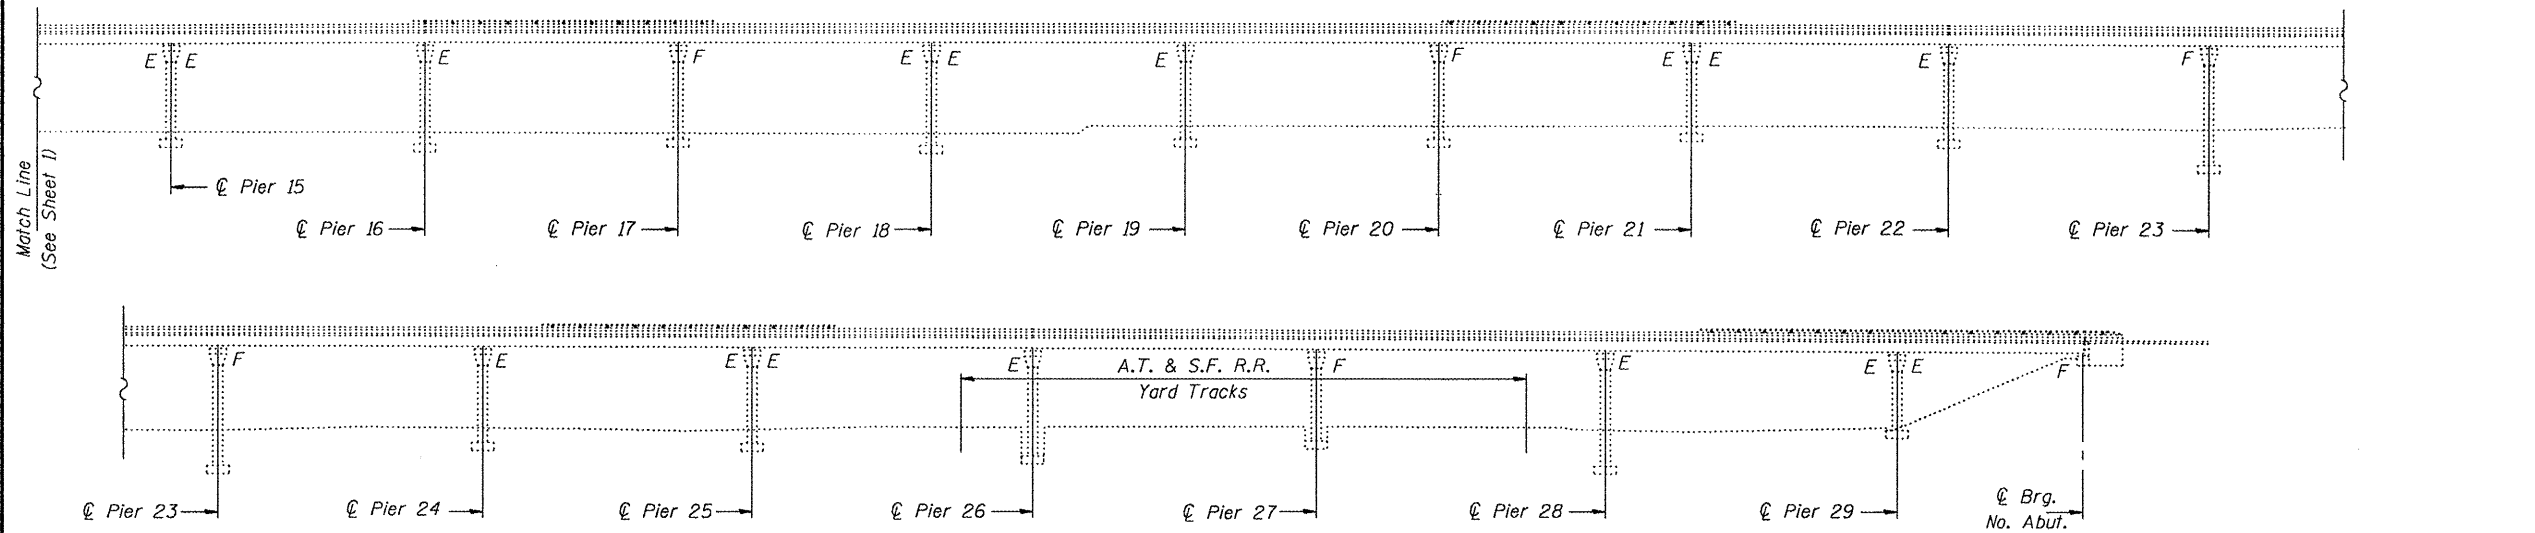 E E E F E E E F E E E F
Match Line
(See Sheet 1)
℄ Pier 15
℄ Pier 16
℄ Pier 17
℄ Pier 18
℄ Pier 19
℄ Pier 20
℄ Pier 21
℄ Pier 22
℄ Pier 23
F E E E E F E E E F
A.T. & S.F. R.R.
Yard Tracks
℄ Pier 23
℄ Pier 24
℄ Pier 25
℄ Pier 26
℄ Pier 27
℄ Pier 28
℄ Pier 29
℄ Brg.
No. Abut.